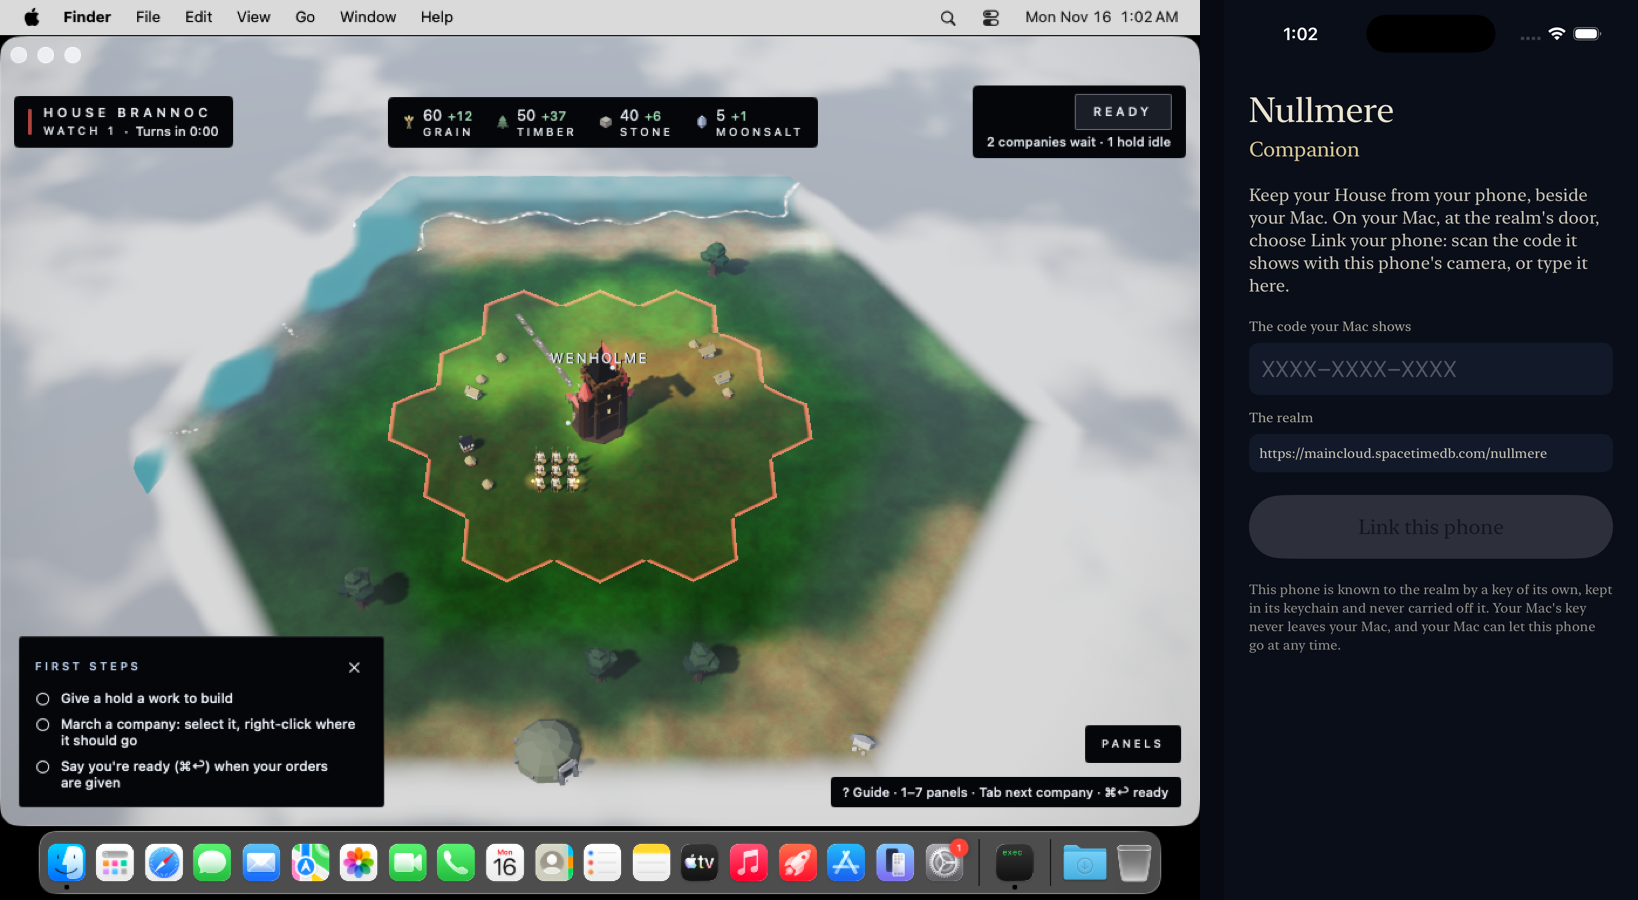 Finder File Edit View Go Window Help
Mon Nov 16 1:02 AM
HOUSE BRANNOC
WATCH 1 · Turns in 0:00
60 +12
GRAIN
50 +37
TIMBER
40 +6
STONE
5 +1
MOONSALT
READY
2 companies wait · 1 hold idle
WENHOLME
FIRST STEPS
Give a hold a work to build
March a company: select it, right-click where
it should go
Say you're ready (⌘⏎) when your orders
are given
PANELS
? Guide · 1–7 panels · Tab next company · ⌘⏎ ready
Mon
16
tv
1
exec
1:02
Nullmere
Companion
Keep your House from your phone, beside
your Mac. On your Mac, at the realm's door,
choose Link your phone: scan the code it
shows with this phone's camera, or type it
here.
The code your Mac shows
XXXX–XXXX–XXXX
The realm
https://maincloud.spacetimedb.com/nullmere
Link this phone
This phone is known to the realm by a key of its own, kept
in its keychain and never carried off it. Your Mac's key
never leaves your Mac, and your Mac can let this phone
go at any time.